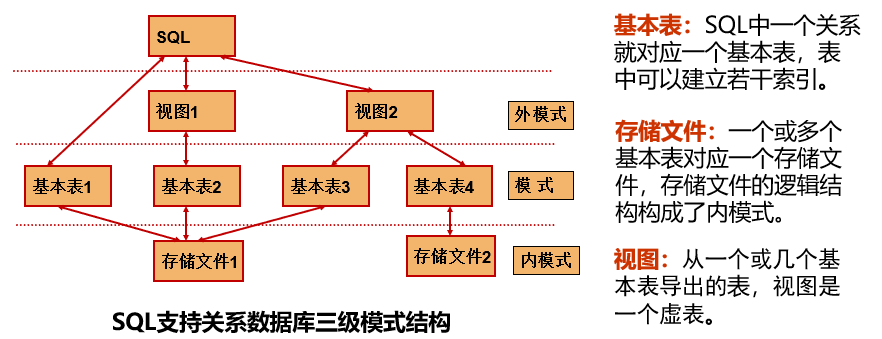 SQL
视图1
视图2
外模式
基本表1
基本表2
基本表3
基本表4
模 式
存储文件1
存储文件2
内模式
SQL支持关系数据库三级模式结构
基本表：SQL中一个关系
就对应一个基本表，表
中可以建立若干索引。
存储文件：一个或多个
基本表对应一个存储文
件，存储文件的逻辑结
构构成了内模式。
视图：从一个或几个基
本表导出的表，视图是
一个虚表。